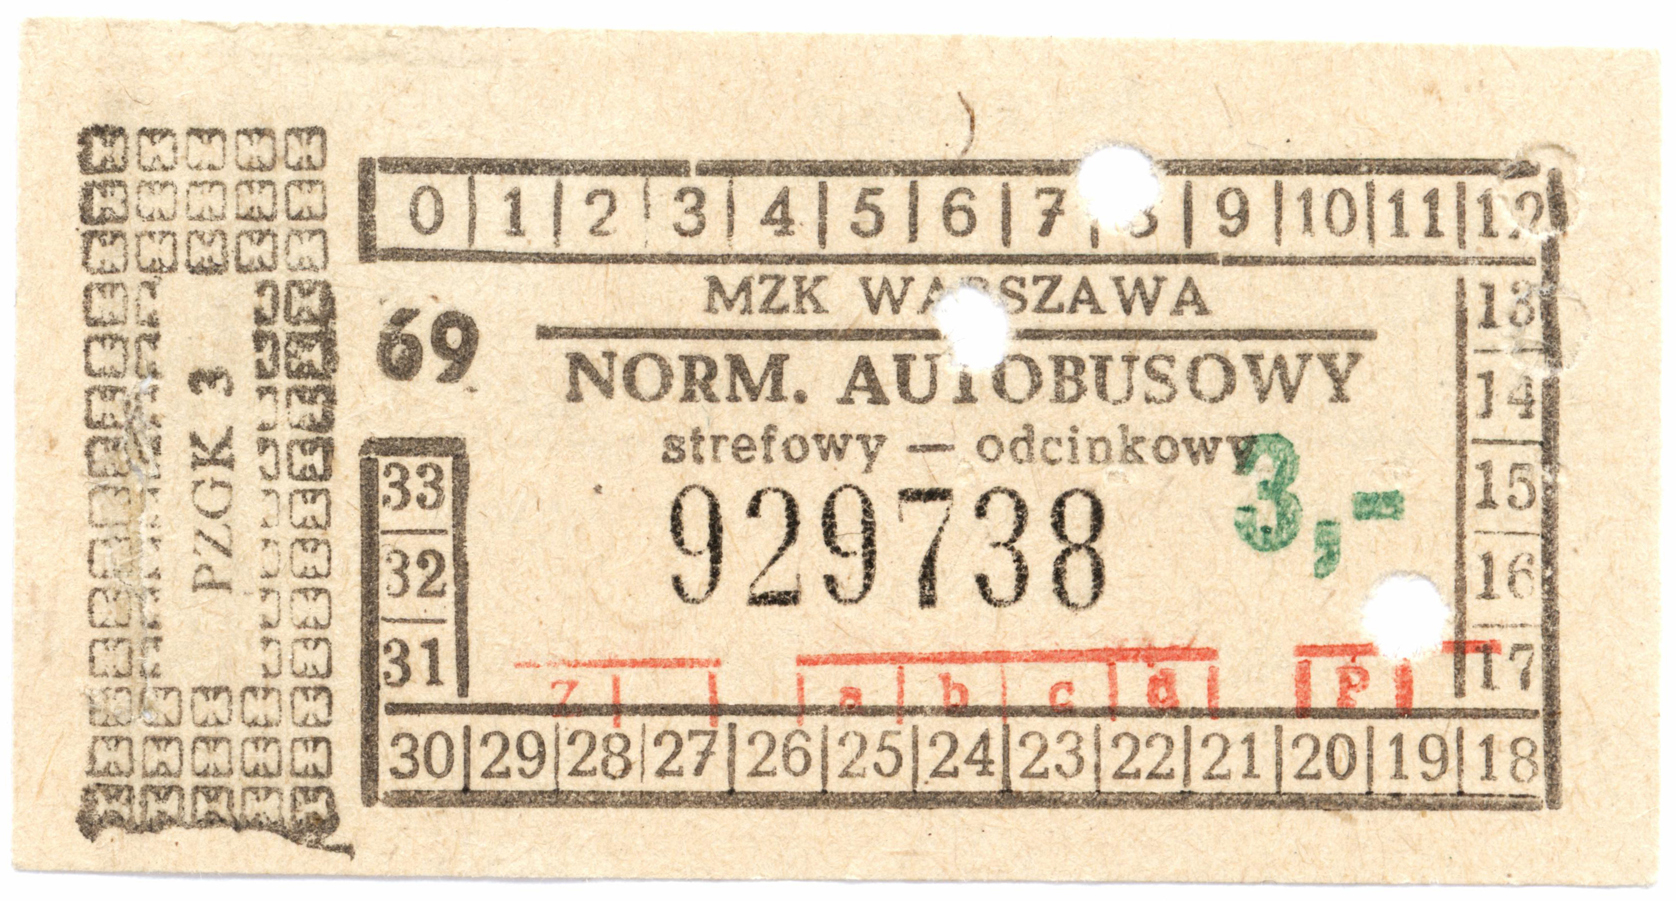 0 1 2 3 4 5 6 7 8 9 10 11 12
MZK WARSZAWA
13
69
NORM. AUTOBUSOWY
14
strefowy — odcinkowy
3,-
33
15
929738
PZGK 3
32
16
31
17
Z a b c d P
30 29 28 27 26 25 24 23 22 21 20 19 18